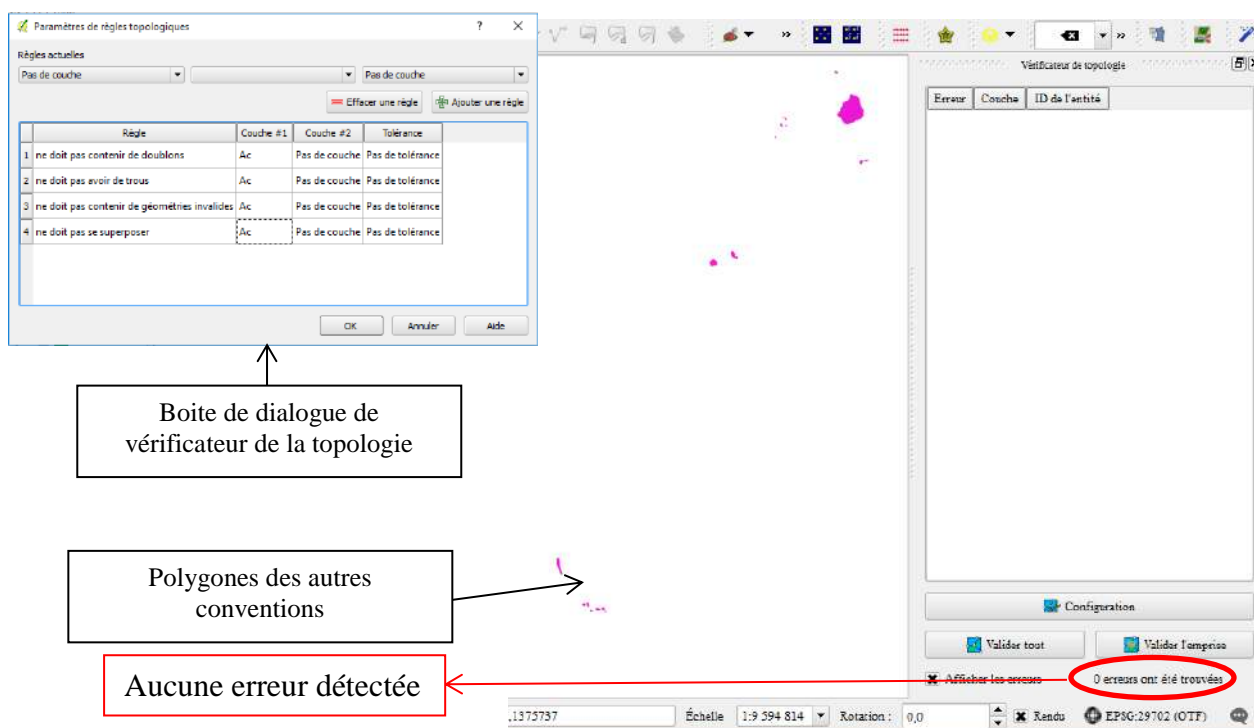 Paramètres de règles topologiques
Règles actuelles
Pas de couche
Pas de couche
Effacer une règle
Ajouter une règle
Règle Couche #1 Couche #2 Tolérance
1 ne doit pas contenir de doublons Ac Pas de couche Pas de tolérance
2 ne doit pas avoir de trous Ac Pas de couche Pas de tolérance
3 ne doit pas contenir de géométries invalides Ac Pas de couche Pas de tolérance
4 ne doit pas se superposer Ac Pas de couche Pas de tolérance
OK Annuler Aide
Boite de dialogue de
vérificateur de la topologie
Polygones des autres
conventions
Aucune erreur détectée
Vérificateur de topologie
Erreur Couche ID de l'entité
Configuration
Valider tout Valider l'emprise
Afficher les erreurs 0 erreurs ont été trouvées
,1375737 Échelle 1:9 594 814 Rotation : 0,0 Rendu EPSG:29702 (OTF)